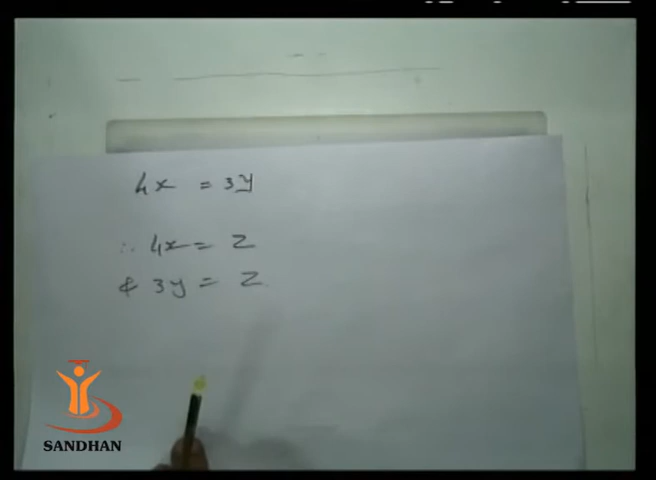 4x = 3y
∴ 4x = z
& 3y = z
SANDHAN